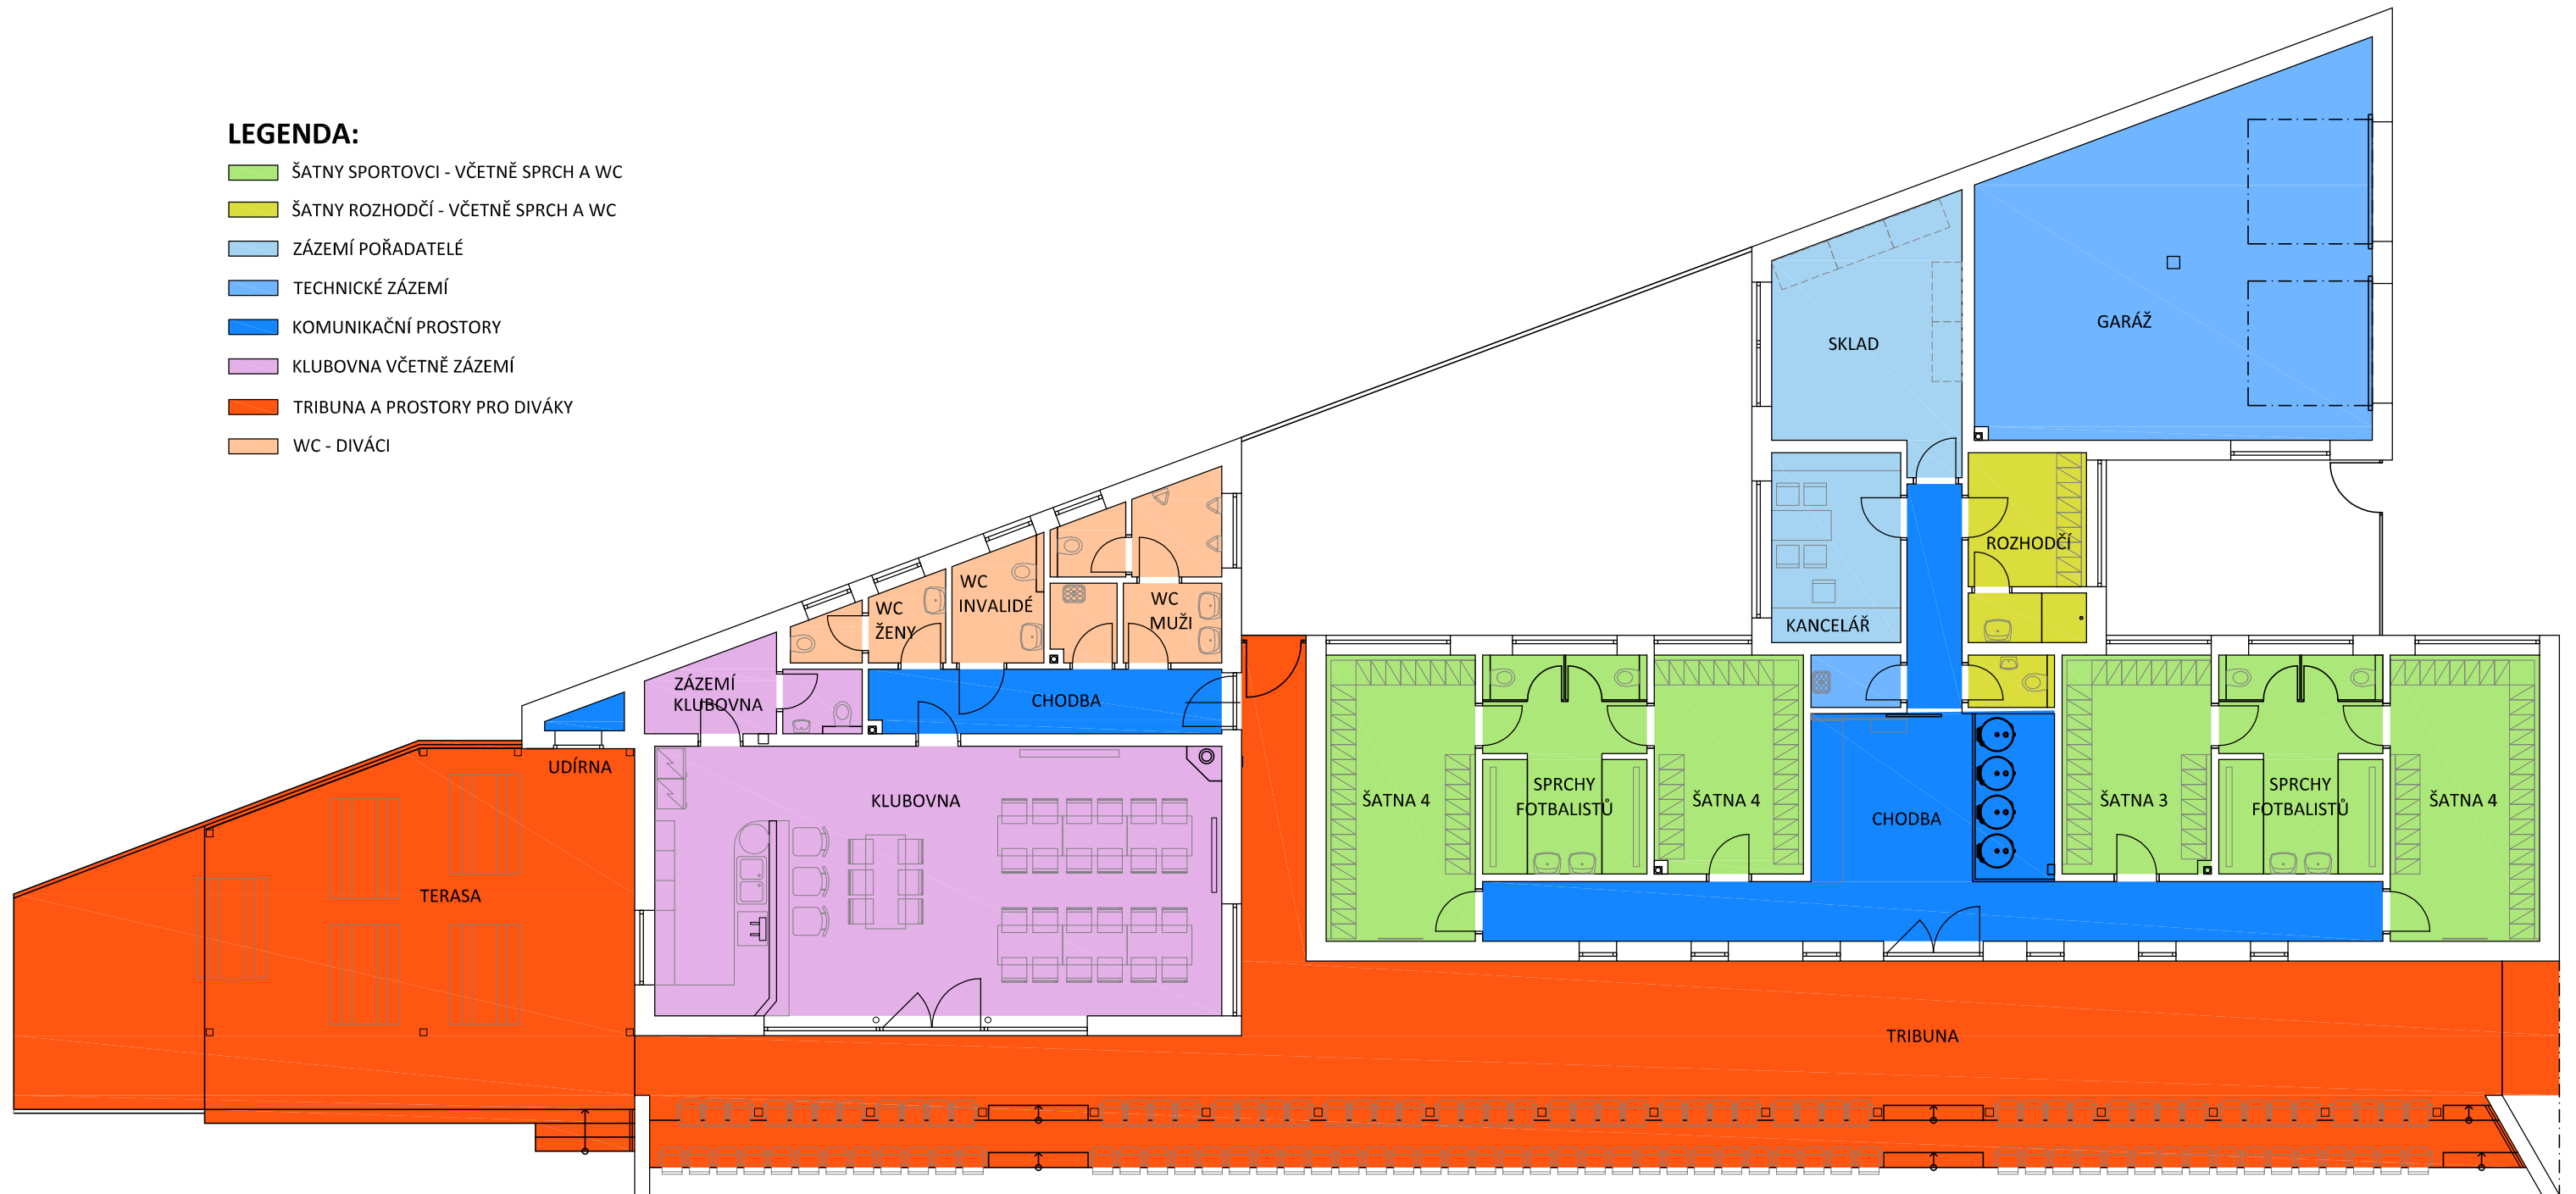 LEGENDA:
ŠATNY SPORTOVCI - VČETNĚ SPRCH A WC
ŠATNY ROZHODČÍ - VČETNĚ SPRCH A WC
ZÁZEMÍ POŘADATELÉ
TECHNICKÉ ZÁZEMÍ
KOMUNIKAČNÍ PROSTORY
KLUBOVNA VČETNĚ ZÁZEMÍ
TRIBUNA A PROSTORY PRO DIVÁKY
WC - DIVÁCI
GARÁŽ
SKLAD
ROZHODČÍ
KANCELÁŘ
WC
ŽENY
WC
INVALIDÉ
WC
MUŽI
ZÁZEMÍ
KLUBOVNA
CHODBA
UDÍRNA
KLUBOVNA
TERASA
ŠATNA 4
SPRCHY
FOTBALISTŮ
ŠATNA 4
CHODBA
ŠATNA 3
SPRCHY
FOTBALISTŮ
ŠATNA 4
TRIBUNA